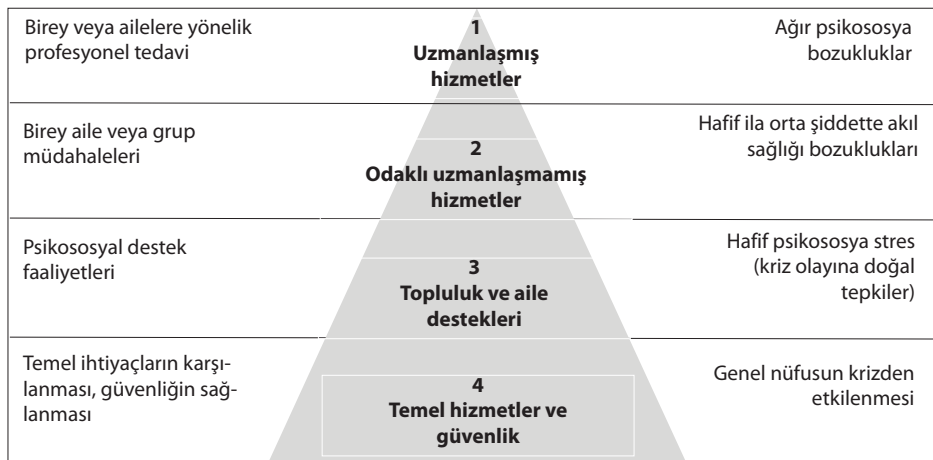 Birey veya ailelere yönelik
profesyonel tedavi
1
Uzmanlaşmış
hizmetler
Ağır psikososya
bozukluklar
Birey aile veya grup
müdahaleleri
2
Odaklı uzmanlaşmamış
hizmetler
Hafif ila orta şiddette akıl
sağlığı bozuklukları
Psikososyal destek
faaliyetleri
3
Topluluk ve aile
destekleri
Hafif psikososya stres
(kriz olayına doğal
tepkiler)
Temel ihtiyaçların karşı-
lanması, güvenliğin sağ-
lanması
4
Temel hizmetler ve
güvenlik
Genel nüfusun krizden
etkilenmesi